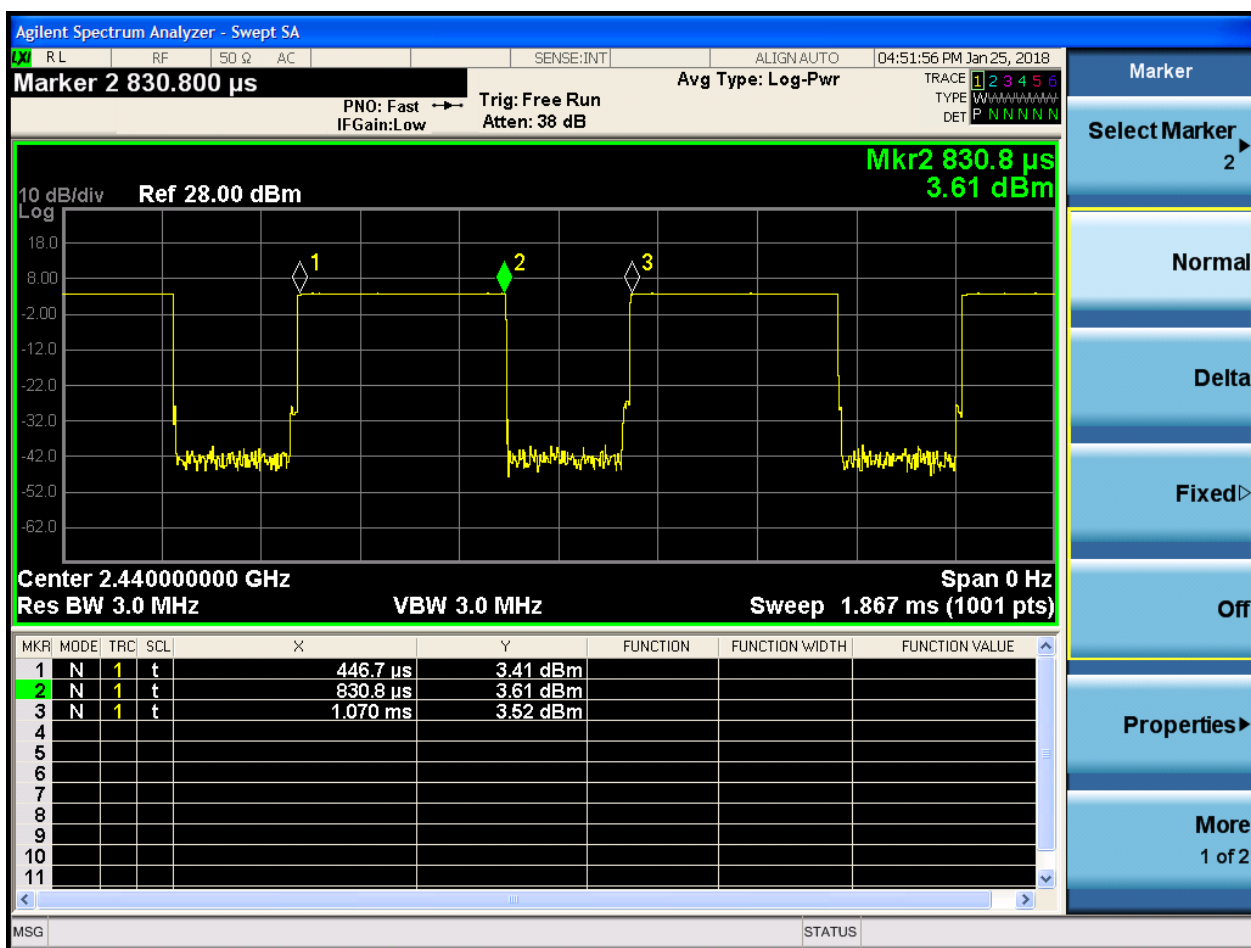 Agilent Spectrum Analyzer - Swept SA
LXI RL RF 50 Ω AC SENSE:INT ALIGN AUTO 04:51:56 PM Jan 25, 2018
Marker 2 830.800 µs
PNO: Fast
IFGain:Low
Trig: Free Run
Atten: 38 dB
Avg Type: Log-Pwr
TRACE 1 2 3 4 5 6
TYPE W
DET P N N N N N
Mkr2 830.8 µs
3.61 dBm
10 dB/div Ref 28.00 dBm
Log
18.0
8.00
-2.00
-12.0
-22.0
-32.0
-42.0
-52.0
-62.0
1 2 3
Center 2.440000000 GHz Span 0 Hz
Res BW 3.0 MHz VBW 3.0 MHz Sweep 1.867 ms (1001 pts)
MKR MODE TRC SCL X Y FUNCTION FUNCTION WIDTH FUNCTION VALUE
1 N 1 t 446.7 µs 3.41 dBm
2 N 1 t 830.8 µs 3.61 dBm
3 N 1 t 1.070 ms 3.52 dBm
4
5
6
7
8
9
10
11
MSG STATUS
Marker
Select Marker
2
Normal
Delta
Fixed
Off
Properties
More
1 of 2